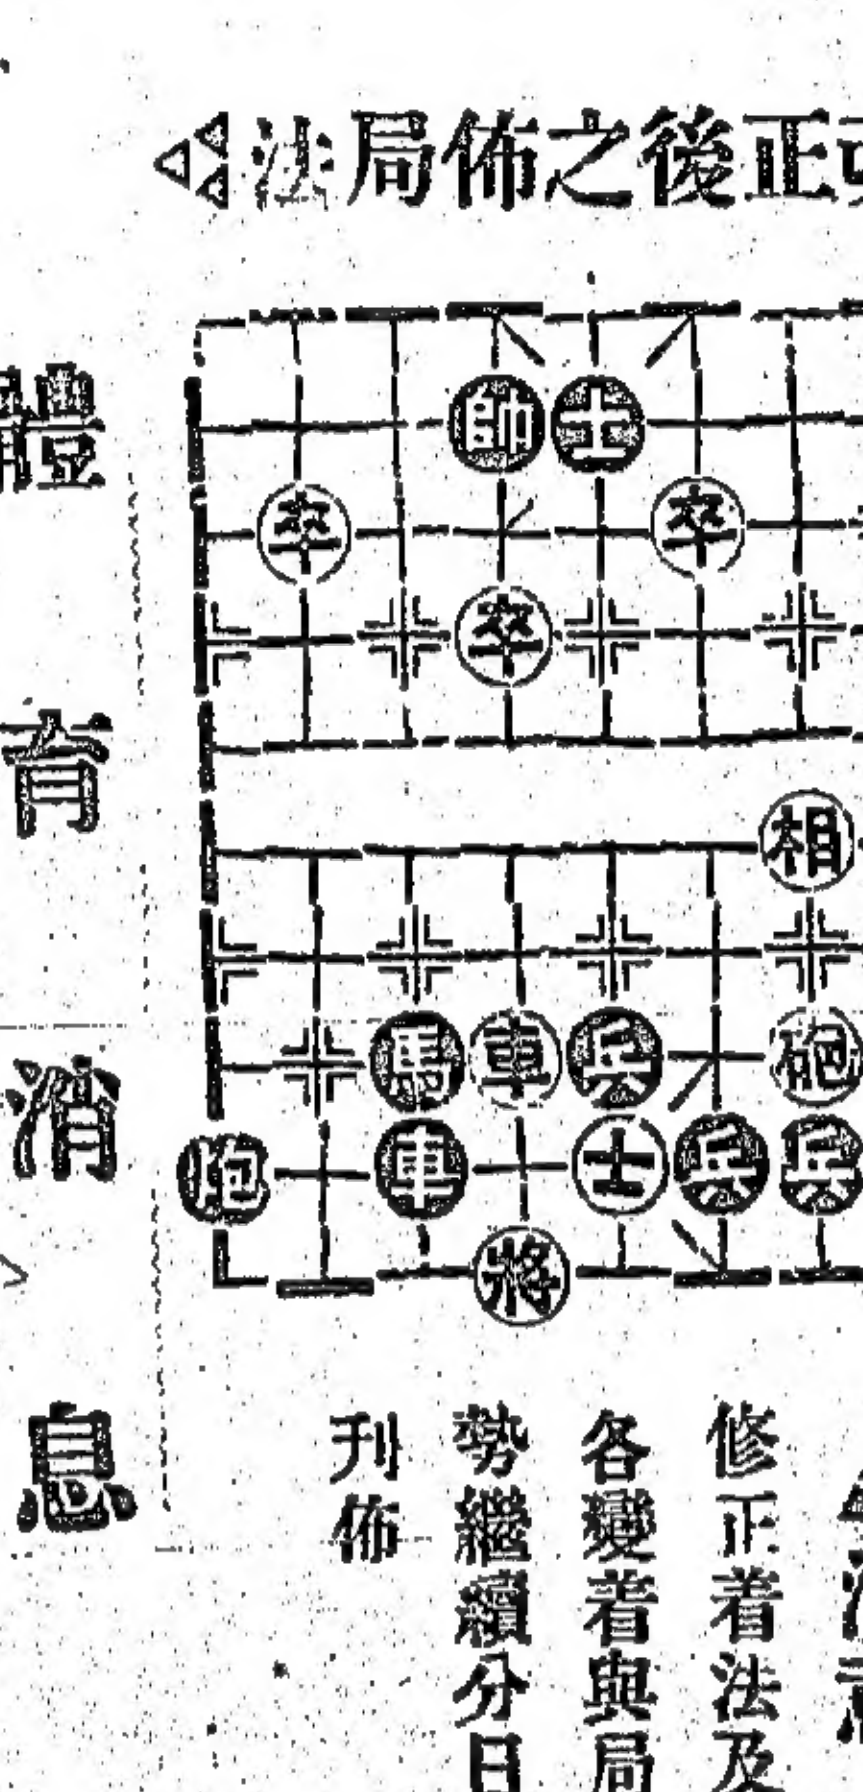 正後之佈局法
帥士
卒卒
卒
相
馬車兵砲
炮車士兵兵
將
修正着法及
各變着與局
勢繼續分日
刊佈
體育消息